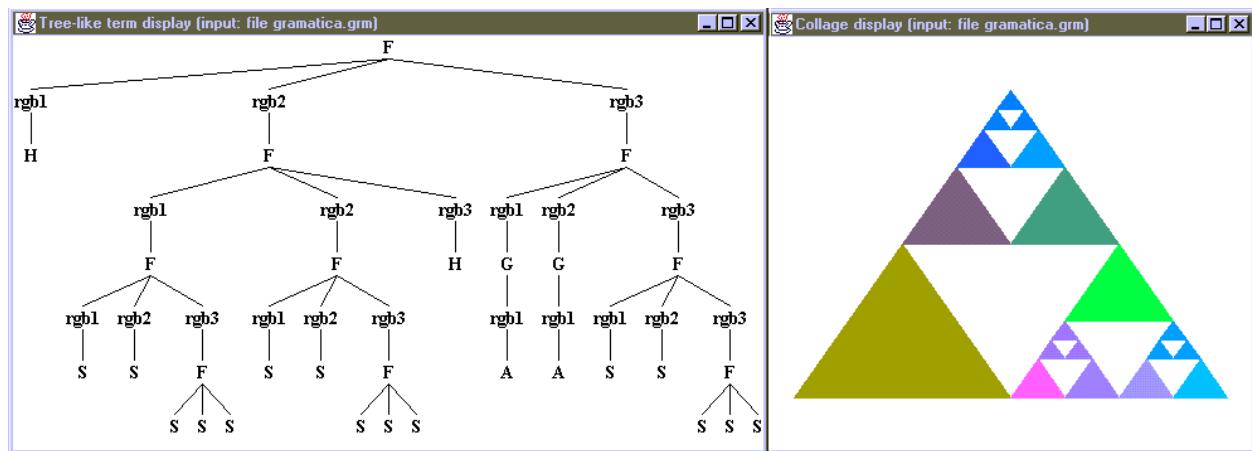 Tree-like term display (input: file gramatica.grm)
Collage display (input: file gramatica.grm)
F
rgb1 rgb2 rgb3
H F F
rgb1 rgb2 rgb3 rgb1 rgb2 rgb3
F F H G G F
rgb1 rgb2 rgb3 rgb1 rgb2 rgb3 rgb1 rgb1 rgb1 rgb2 rgb3
S S F S S F A A S S F
S S S S S S S S S